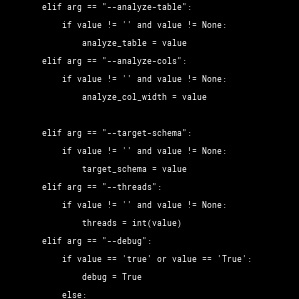 elif arg == "--analyze-table":
if value != '' and value != None:
analyze_table = value
elif arg == "--analyze-cols":
if value != '' and value != None:
analyze_col_width = value
elif arg == "--target-schema":
if value != '' and value != None:
target_schema = value
elif arg == "--threads":
if value != '' and value != None:
threads = int(value)
elif arg == "--debug":
if value == 'true' or value == 'True':
debug = True
else: